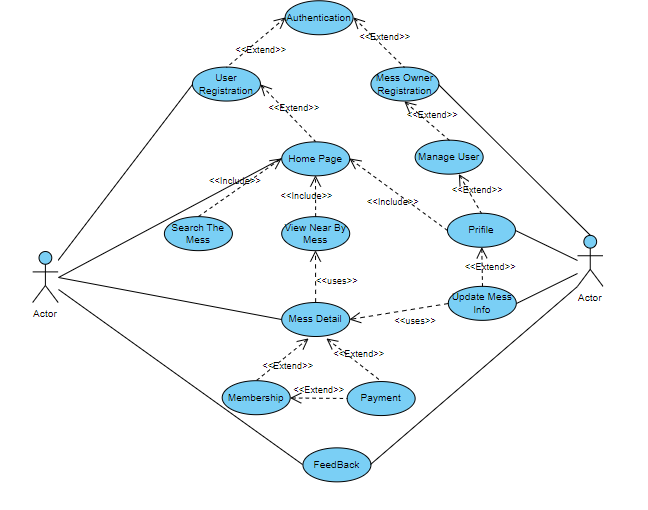 Authentication
<<Extend>>
<<Extend>>
User
Registration
Mess Owner
Registration
<<Extend>>
<<Extend>>
Home Page
Manage User
<<Include>>
<<Include>>
<<Include>>
<<Extend>>
Search The
Mess
View Near By
Mess
Prifile
<<Extend>>
<<uses>>
Actor
Actor
Update Mess
Info
Mess Detail
<<uses>>
<<Extend>>
<<Extend>>
Membership
<<Extend>>
Payment
FeedBack